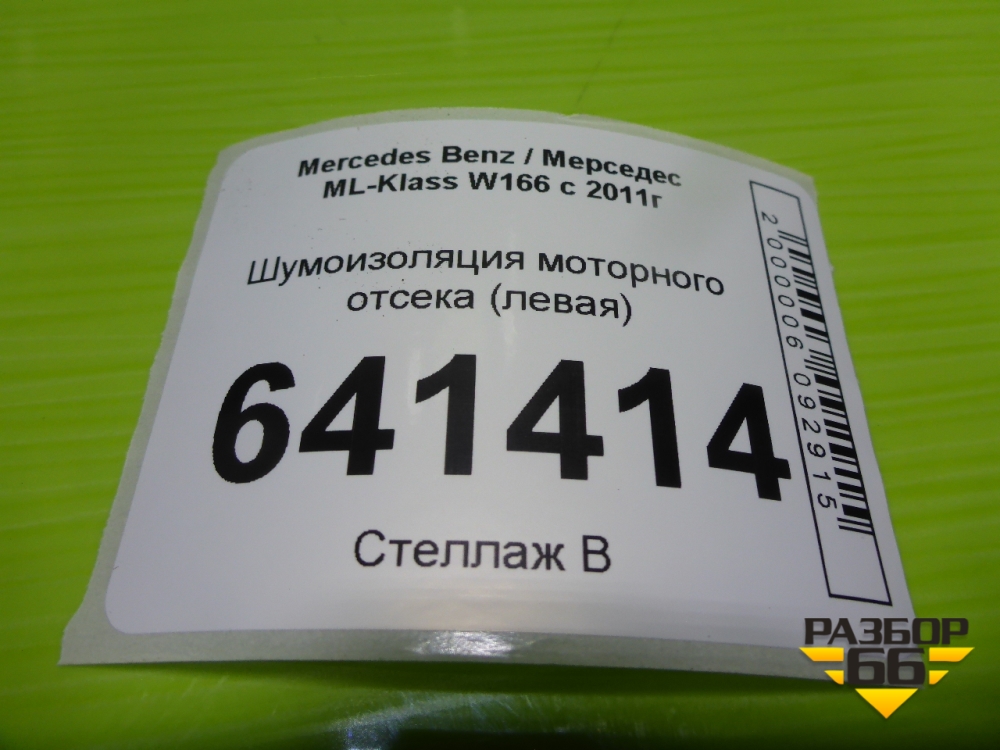 Mercedes Benz / Мерседес
ML-Klass W166 с 2011г
Шумоизоляция моторного
отсека (левая)
641414
Стеллаж В
2000006092915
РАЗБОР
66